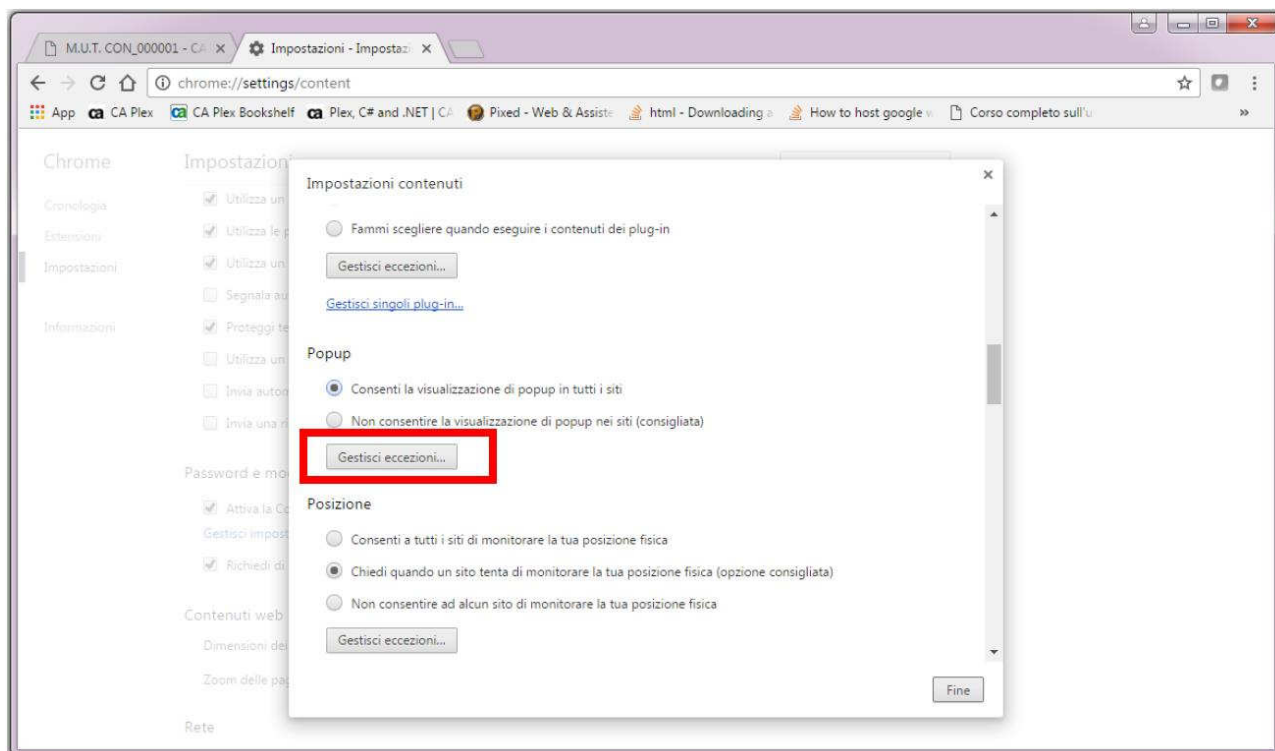 M.U.T. CON_000001 - CA
Impostazioni - Impostazi
chrome://settings/content
App
CA Plex
CA Plex Bookshelf
Plex, C# and .NET | CA
Pixed - Web & Assiste
html - Downloading a
How to host google w
Corso completo sull'u
Chrome
Impostazioni
Cronologia
Estensioni
Impostazioni
Informazioni
Utilizza un
Utilizza le p
Utilizza un
Segnala au
Proteggi te
Utilizza un
Invia auton
Invia una ri
Password e mo
Attiva la Co
Gestisci impost
Richiedi di
Contenuti web
Dimensioni dei
Zoom delle pag
Rete
Impostazioni contenuti
Fammi scegliere quando eseguire i contenuti dei plug-in
Gestisci eccezioni...
Gestisci singoli plug-in...
Popup
Consenti la visualizzazione di popup in tutti i siti
Non consentire la visualizzazione di popup nei siti (consigliata)
Gestisci eccezioni...
Posizione
Consenti a tutti i siti di monitorare la tua posizione fisica
Chiedi quando un sito tenta di monitorare la tua posizione fisica (opzione consigliata)
Non consentire ad alcun sito di monitorare la tua posizione fisica
Gestisci eccezioni...
Fine